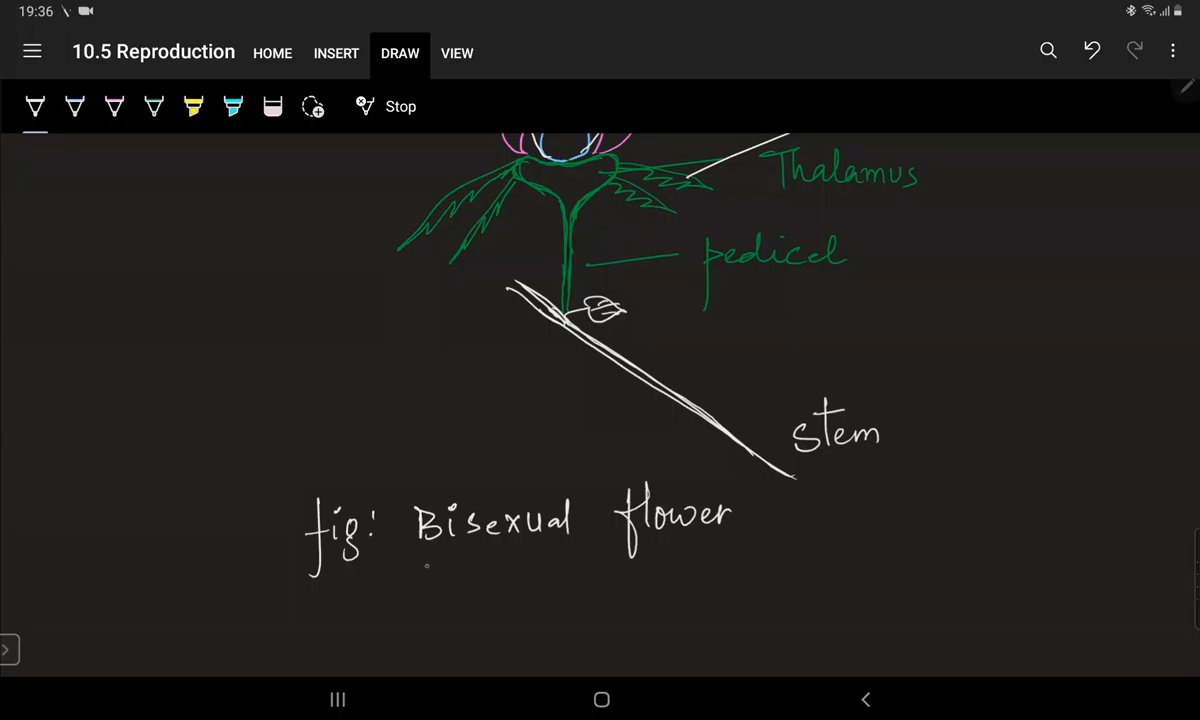 19:36
10.5 Reproduction HOME INSERT DRAW VIEW
Stop
Thalamus
pedicel
stem
fig: Bisexual flower